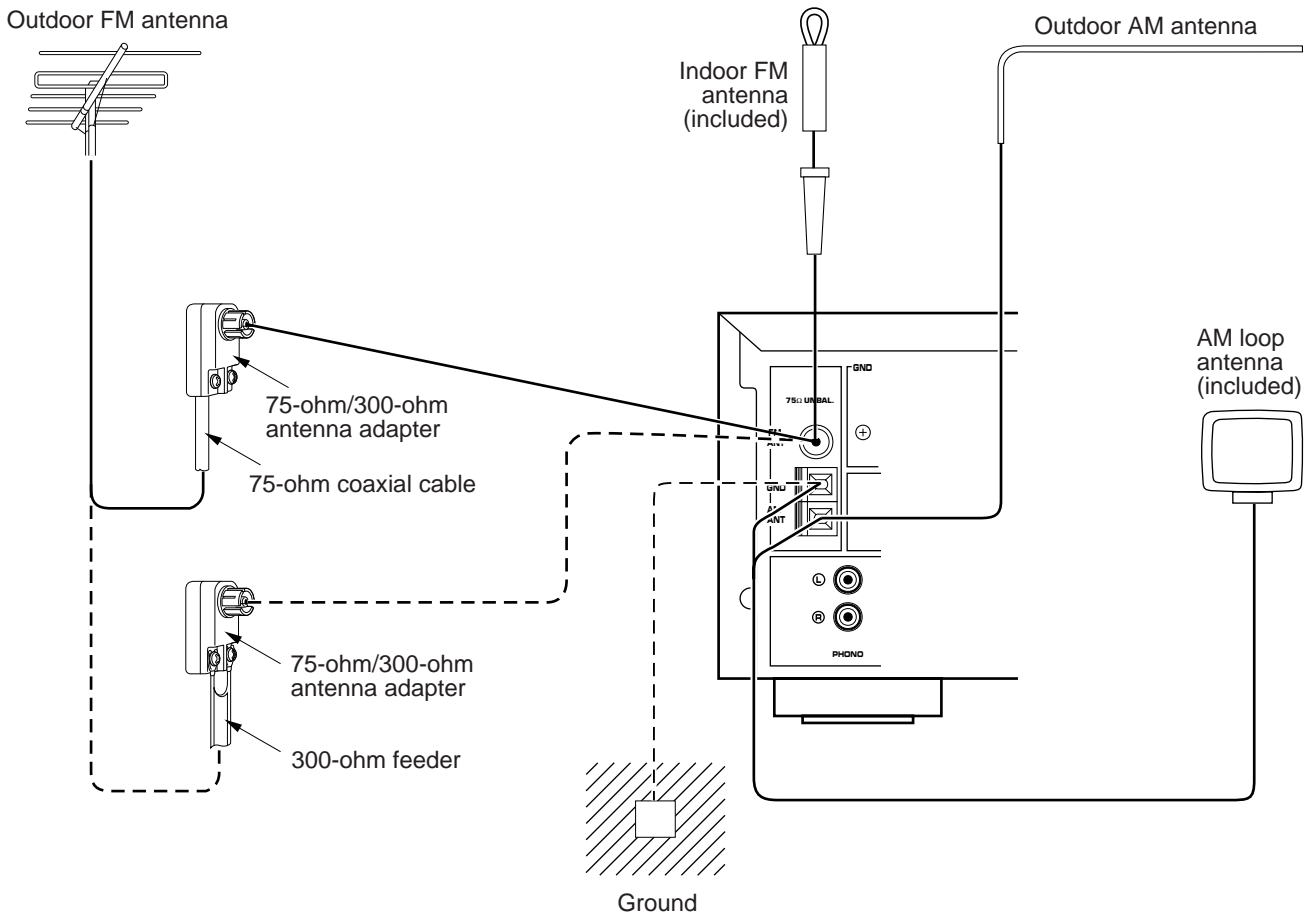 Outdoor FM antenna
Indoor FM
antenna
(included)
Outdoor AM antenna
75-ohm/300-ohm
antenna adapter
75-ohm coaxial cable
75-ohm/300-ohm
antenna adapter
300-ohm feeder
AM loop
antenna
(included)
GND
75Ω UNBAL.
FM
ANT
GND
AM
ANT
L
R
PHONO
Ground